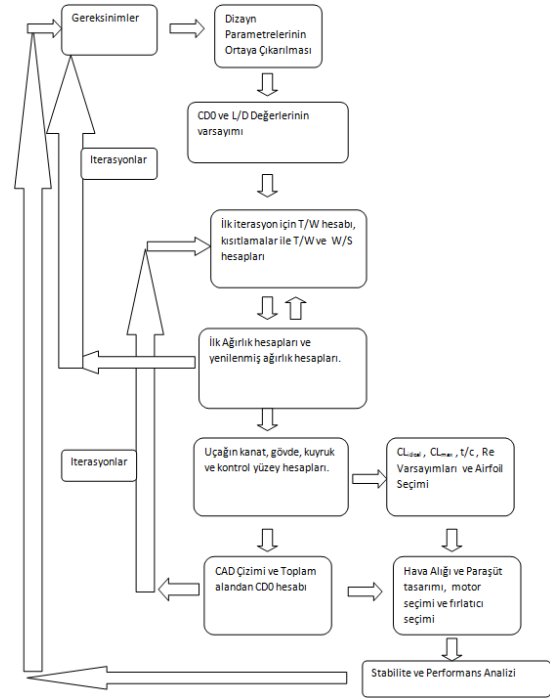 Gereksinimler
Dizayn
Parametrelerinin
Ortaya Çıkarılması
CD0 ve L/D Değerlerinin
varsayımı
Iterasyonlar
İlk iterasyon için T/W hesabı,
kısıtlamalar ile T/W ve W/S
hesapları
İlk Ağırlık hesapları ve
yenilenmiş ağırlık hesapları.
Iterasyonlar
Uçağın kanat, gövde, kuyruk
ve kontrol yüzey hesapları.
CLideal , CLmax , t/c , Re
Varsayımları ve Airfoil
Seçimi
CAD Çizimi ve Toplam
alandan CD0 hesabı
Hava Alığı ve Paraşüt
tasarımı, motor
seçimi ve fırlatıcı
seçimi
Stabilite ve Performans Analizi